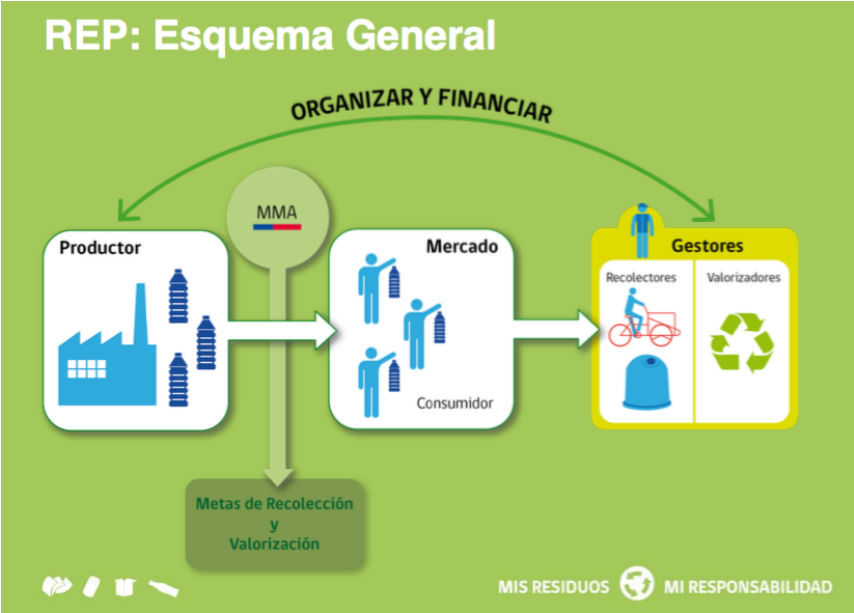 REP: Esquema General
ORGANIZAR Y FINANCIAR
MMA
Productor
Mercado
Consumidor
Gestores
Recolectores
Valorizadores
Metas de Recolección
y
Valorización
MIS RESIDUOS MI RESPONSABILIDAD